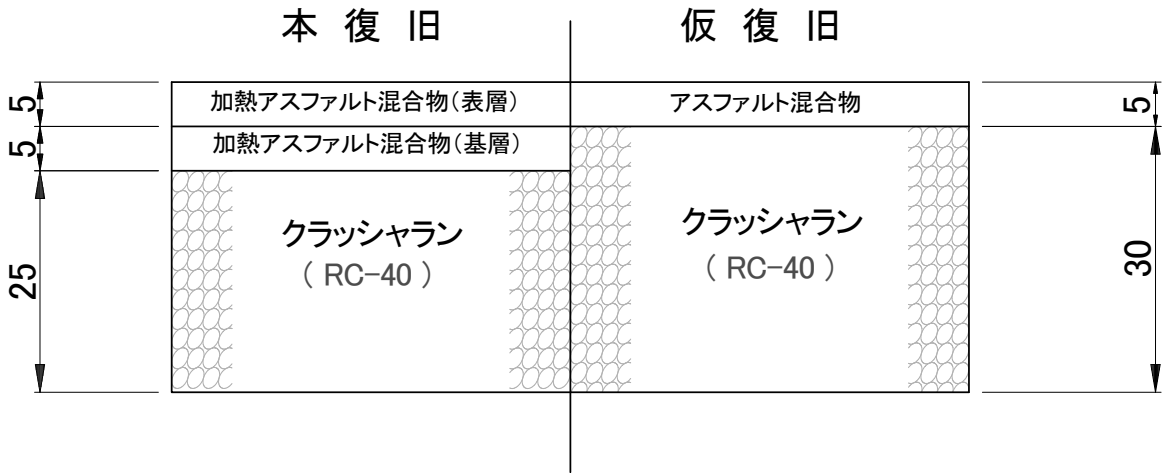 本復旧
仮復旧
5
加熱アスファルト混合物(表層)
アスファルト混合物
5
5
加熱アスファルト混合物(基層)
25
クラッシャラン
( RC-40 )
クラッシャラン
( RC-40 )
30